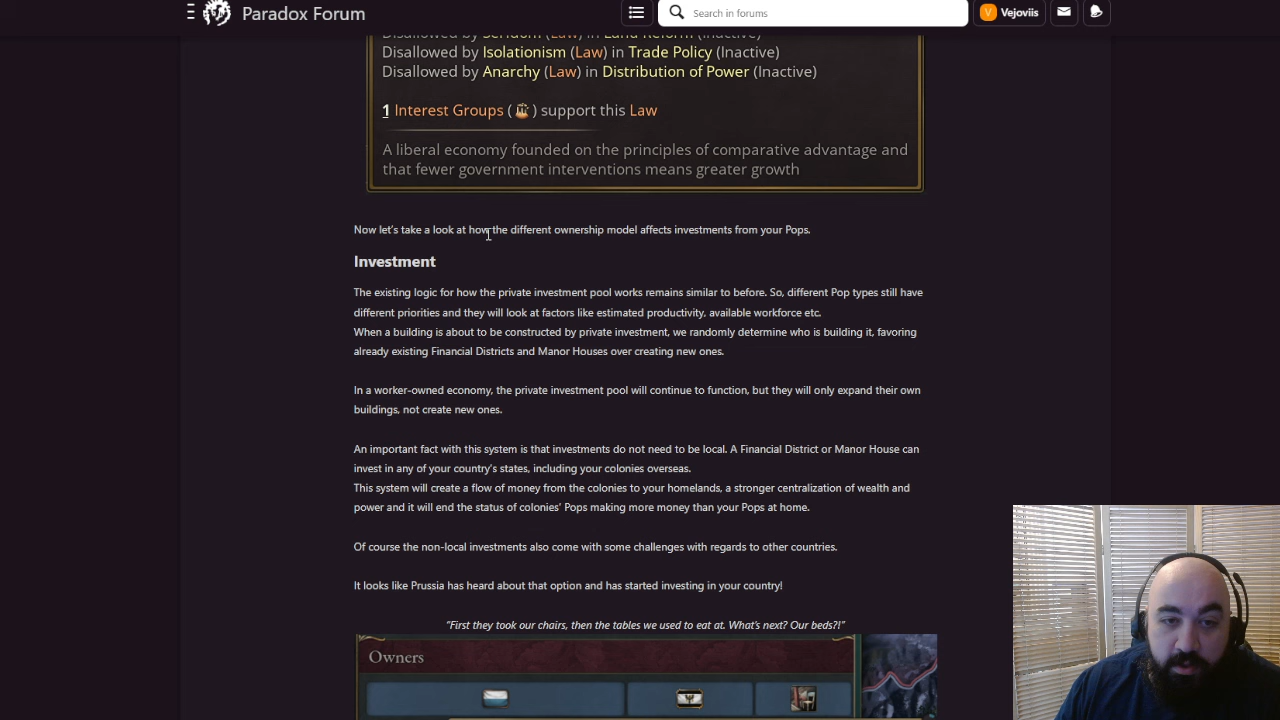 Paradox Forum
Search in forums
V Vejoviis
Disallowed by Serfdom (Law) in Land Reform (Inactive)
Disallowed by Isolationism (Law) in Trade Policy (Inactive)
Disallowed by Anarchy (Law) in Distribution of Power (Inactive)
1 Interest Groups ( ) support this Law
A liberal economy founded on the principles of comparative advantage and
that fewer government interventions means greater growth
Now let's take a look at how the different ownership model affects investments from your Pops.
Investment
The existing logic for how the private investment pool works remains similar to before. So, different Pop types still have
different priorities and they will look at factors like estimated productivity, available workforce etc.
When a building is about to be constructed by private investment, we randomly determine who is building it, favoring
already existing Financial Districts and Manor Houses over creating new ones.
In a worker-owned economy, the private investment pool will continue to function, but they will only expand their own
buildings, not create new ones.
An important fact with this system is that investments do not need to be local. A Financial District or Manor House can
invest in any of your country's states, including your colonies overseas.
This system will create a flow of money from the colonies to your homelands, a stronger centralization of wealth and
power and it will end the status of colonies' Pops making more money than your Pops at home.
Of course the non-local investments also come with some challenges with regards to other countries.
It looks like Prussia has heard about that option and has started investing in your country!
"First they took our chairs, then the tables we used to eat at. What's next? Our beds?!"
Owners